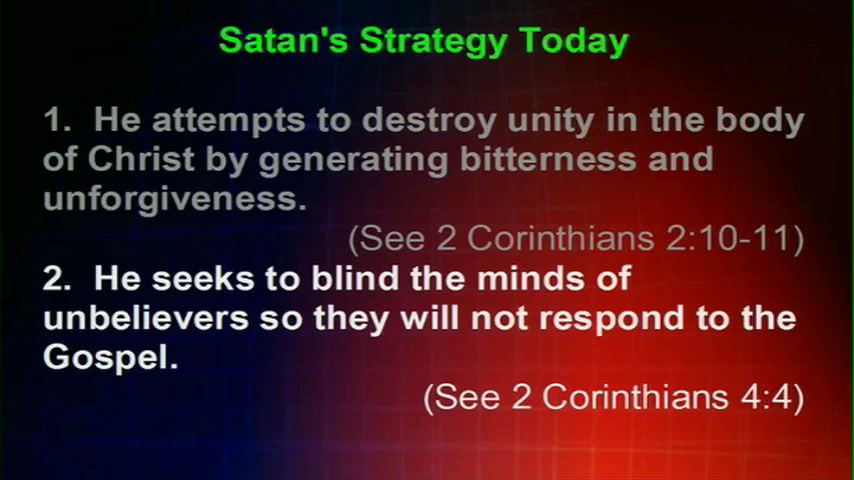 Satan's Strategy Today
1. He attempts to destroy unity in the body
of Christ by generating bitterness and
unforgiveness.
(See 2 Corinthians 2:10-11)
2. He seeks to blind the minds of
unbelievers so they will not respond to the
Gospel.
(See 2 Corinthians 4:4)